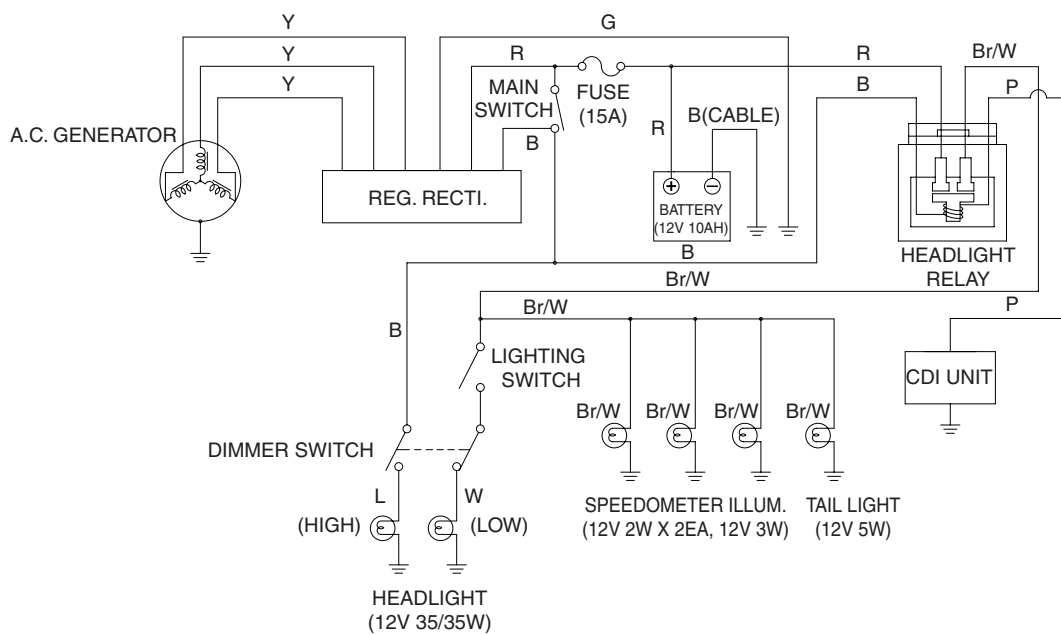 Y
G
Y
R
R
Br/W
Y
MAIN
SWITCH
FUSE
(15A)
B
P
A.C. GENERATOR
B
R
B(CABLE)
REG. RECTI.
BATTERY
(12V 10AH)
HEADLIGHT
RELAY
B
Br/W
Br/W
P
B
LIGHTING
SWITCH
CDI UNIT
Br/W
Br/W
Br/W
Br/W
DIMMER SWITCH
L
W
(HIGH)
(LOW)
SPEEDOMETER ILLUM.
(12V 2W X 2EA, 12V 3W)
TAIL LIGHT
(12V 5W)
HEADLIGHT
(12V 35/35W)